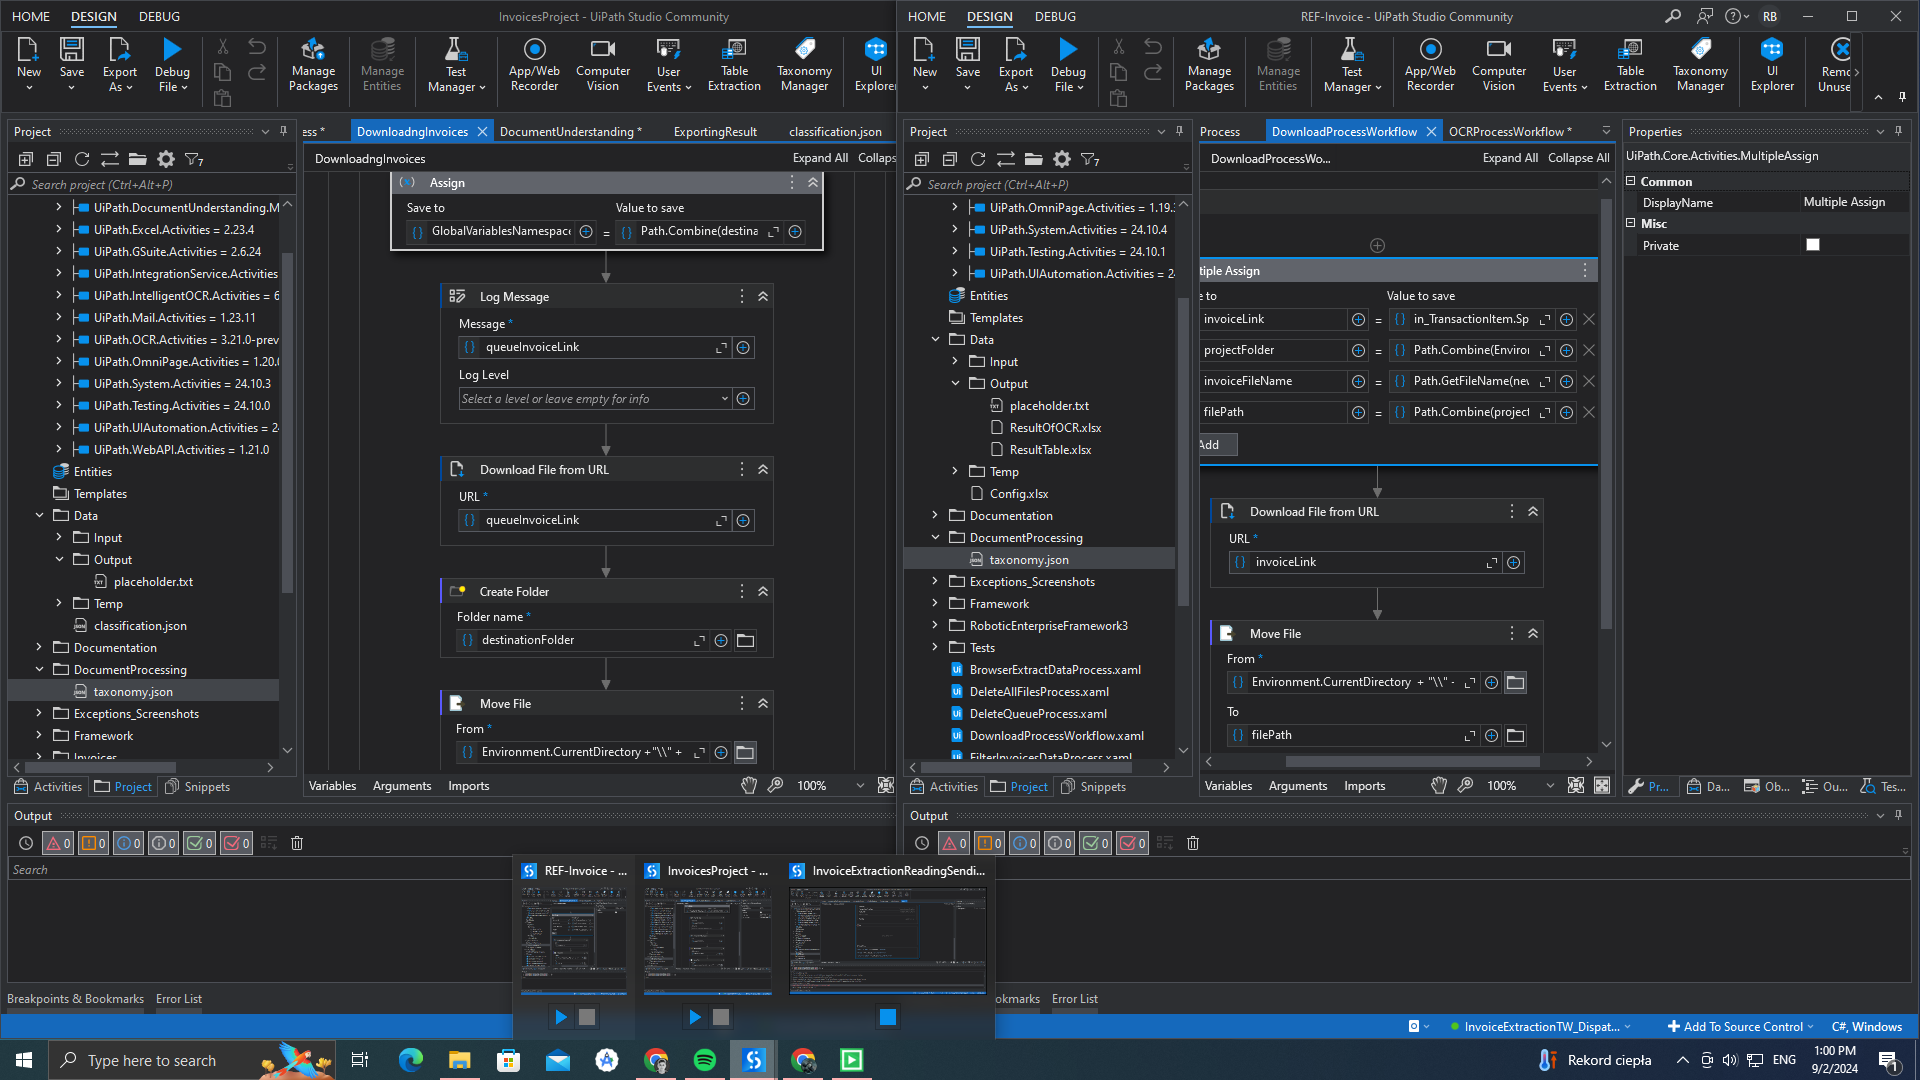 HOME DESIGN DEBUG InvoicesProject - UiPath Studio Community
New Save Export As Debug File Manage Packages Manage Entities Test Manager App/Web Recorder Computer Vision User Events Table Extraction Taxonomy Manager UI Explorer
Project
Search project (Ctrl+Alt+P)
UiPath.DocumentUnderstanding.M
UiPath.Excel.Activities = 2.23.4
UiPath.GSuite.Activities = 2.6.24
UiPath.IntegrationService.Activities
UiPath.IntelligentOCR.Activities = 6
UiPath.Mail.Activities = 1.23.11
UiPath.OCR.Activities = 3.21.0-prev
UiPath.OmniPage.Activities = 1.20.
UiPath.System.Activities = 24.10.3
UiPath.Testing.Activities = 24.10.0
UiPath.UIAutomation.Activities = 2
UiPath.WebAPI.Activities = 1.21.0
Entities
Templates
Data
Input
Output
placeholder.txt
Temp
classification.json
Documentation
DocumentProcessing
taxonomy.json
Exceptions_Screenshots
Framework
Invoices
Activities Project Snippets
ess * DownloadngInvoices DocumentUnderstanding * ExportingResult classification.json
DownloadngInvoices Expand All Collaps
Assign
Save to Value to save
GlobalVariablesNamespace = Path.Combine(destina
Log Message
Message *
queueInvoiceLink
Log Level
Select a level or leave empty for info
Download File from URL
URL *
queueInvoiceLink
Create Folder
Folder name *
destinationFolder
Move File
From *
Environment.CurrentDirectory +"\\" +
Variables Arguments Imports 100%
Output
0 0 0 0 0 0
Search
Breakpoints & Bookmarks Error List
HOME DESIGN DEBUG REF-Invoice - UiPath Studio Community RB
New Save Export As Debug File Manage Packages Manage Entities Test Manager App/Web Recorder Computer Vision User Events Table Extraction Taxonomy Manager UI Explorer Remo Unuse
Project
Search project (Ctrl+Alt+P)
UiPath.OmniPage.Activities = 1.19.
UiPath.System.Activities = 24.10.4
UiPath.Testing.Activities = 24.10.1
UiPath.UIAutomation.Activities = 2
Entities
Templates
Data
Input
Output
placeholder.txt
ResultOfOCR.xlsx
ResultTable.xlsx
Temp
Config.xlsx
Documentation
DocumentProcessing
taxonomy.json
Exceptions_Screenshots
Framework
RoboticEnterpriseFramework3
Tests
BrowserExtractDataProcess.xaml
DeleteAllFilesProcess.xaml
DeleteQueueProcess.xaml
DownloadProcessWorkflow.xaml
FilterInvoicesDataProcess.xaml
Activities Project Snippets
Process DownloadProcessWorkflow OCRProcessWorkflow *
DownloadProcessWo... Expand All Collapse All
tiple Assign
e to Value to save
invoiceLink = in_TransactionItem.Sp
projectFolder = Path.Combine(Enviror
invoiceFileName = Path.GetFileName(nev
filePath = Path.Combine(project
Add
Download File from URL
URL *
invoiceLink
Move File
From *
Environment.CurrentDirectory + "\\" -
To
filePath
Variables Arguments Imports 100%
Properties
UiPath.Core.Activities.MultipleAssign
Common
DisplayName Multiple Assign
Misc
Private
Pr... Da... Ob... Ou... Tes...
Output
0 0 0 0 0 0
okmarks Error List
REF-Invoice - ... InvoicesProject - ... InvoiceExtractionReadingSendi...
InvoiceExtractionTW_Dispat... Add To Source Control C#, Windows
Type here to search
Rekord ciepła ENG 1:00 PM
9/2/2024 1